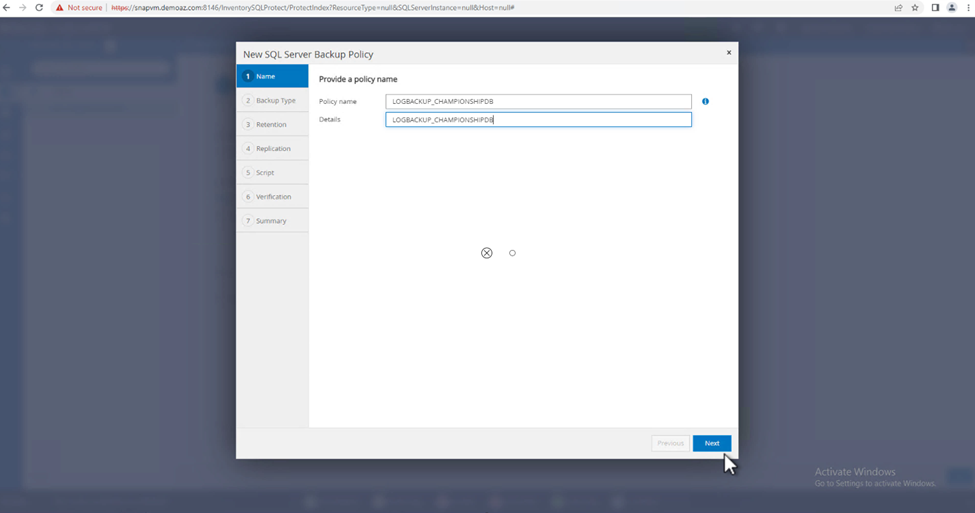 Not secure
https://snapvm.demoaz.com:8146/InventorySQLProtect/ProtectIndex?ResourceType=null&SQLServerInstance=null&Host=null#
New SQL Server Backup Policy
×
1 Name
2 Backup Type
3 Retention
4 Replication
5 Script
6 Verification
7 Summary
Provide a policy name
Policy name LOGBACKUP_CHAMPIONSHIPDB
Details LOGBACKUP_CHAMPIONSHIPDB
Previous Next
Activate Windows
Go to Settings to activate Windows.